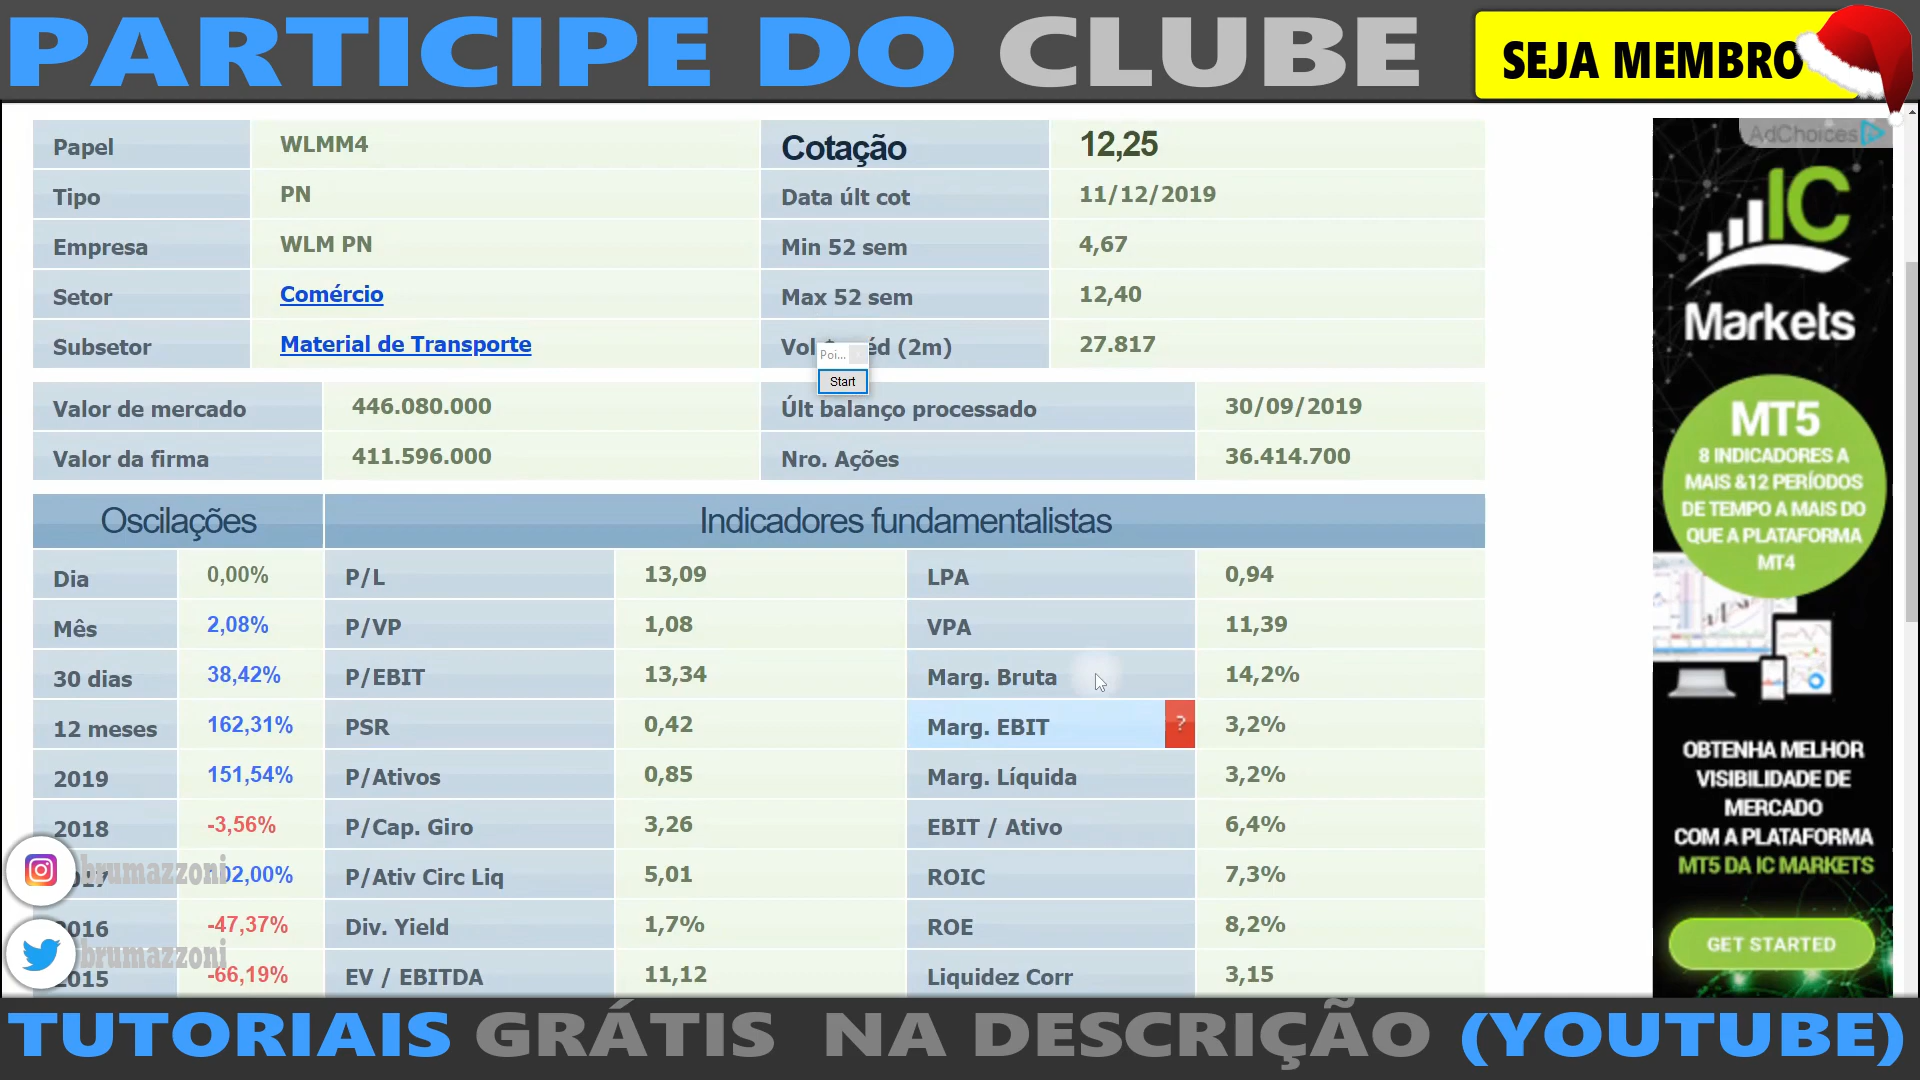 PARTICIPE DO CLUBE
SEJA MEMBRO
Papel WLMM4 Cotação 12,25
Tipo PN Data últ cot 11/12/2019
Empresa WLM PN Min 52 sem 4,67
Setor Comércio Max 52 sem 12,40
Subsetor Material de Transporte (2m) 27.817
Poi...
Start
Valor de mercado 446.080.000 Últ balanço processado 30/09/2019
Valor da firma 411.596.000 Nro. Ações 36.414.700
Oscilações Indicadores fundamentalistas
Dia 0,00% P/L 13,09 LPA 0,94
Mês 2,08% P/VP 1,08 VPA 11,39
30 dias 38,42% P/EBIT 13,34 Marg. Bruta 14,2%
12 meses 162,31% PSR 0,42 Marg. EBIT ? 3,2%
2019 151,54% P/Ativos 0,85 Marg. Líquida 3,2%
2018 -3,56% P/Cap. Giro 3,26 EBIT / Ativo 6,4%
brumazzoni P/Ativ Circ Liq 5,01 ROIC 7,3%
-47,37% Div. Yield 1,7% ROE 8,2%
brumazzoni
2015 -66,19% EV / EBITDA 11,12 Liquidez Corr 3,15
AdChoices
IC
Markets
MT5
8 INDICADORES A
MAIS &12 PERÍODOS
DE TEMPO A MAIS DO
QUE A PLATAFORMA
MT4
OBTENHA MELHOR
VISIBILIDADE DE
MERCADO
COM A PLATAFORMA
MT5 DA IC MARKETS
GET STARTED
TUTORIAIS GRÁTIS NA DESCRIÇÃO (YOUTUBE)